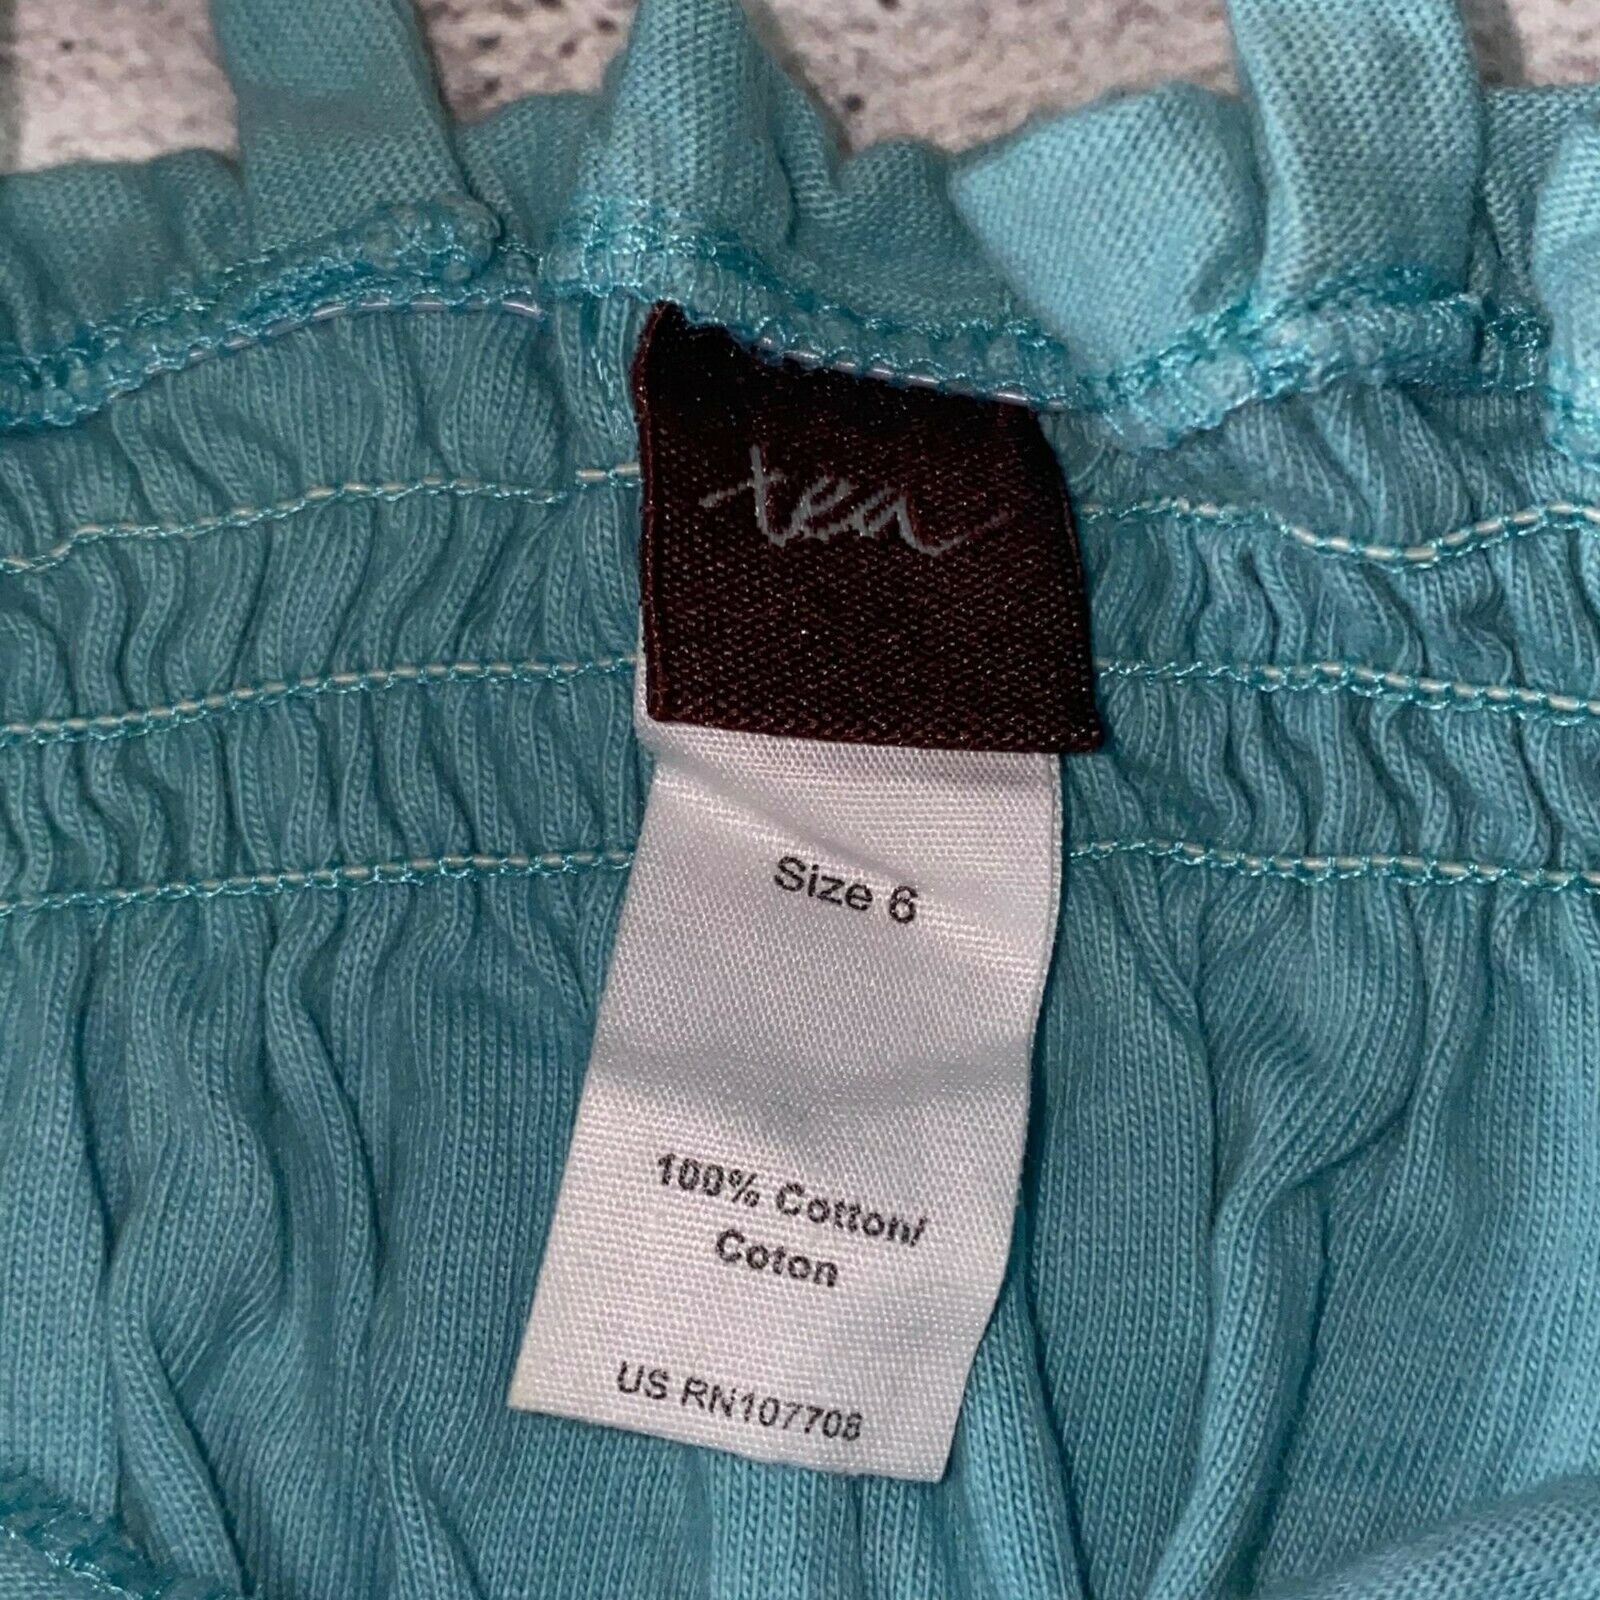 tea
Size 6
100% Cotton/
Coton
US RN107708